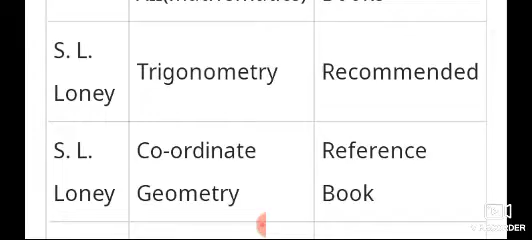 S. L.
Loney
Trigonometry
Recommended
S. L.
Loney
Co-ordinate
Geometry
Reference
Book